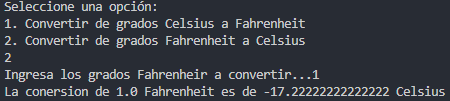 Seleccione una opción:
1. Convertir de grados Celsius a Fahrenheit
2. Convertir de grados Fahrenheit a Celsius
2
Ingresa los grados Fahrenheir a convertir...1
La conersion de 1.0 Fahrenheit es de -17.22222222222222 Celsius